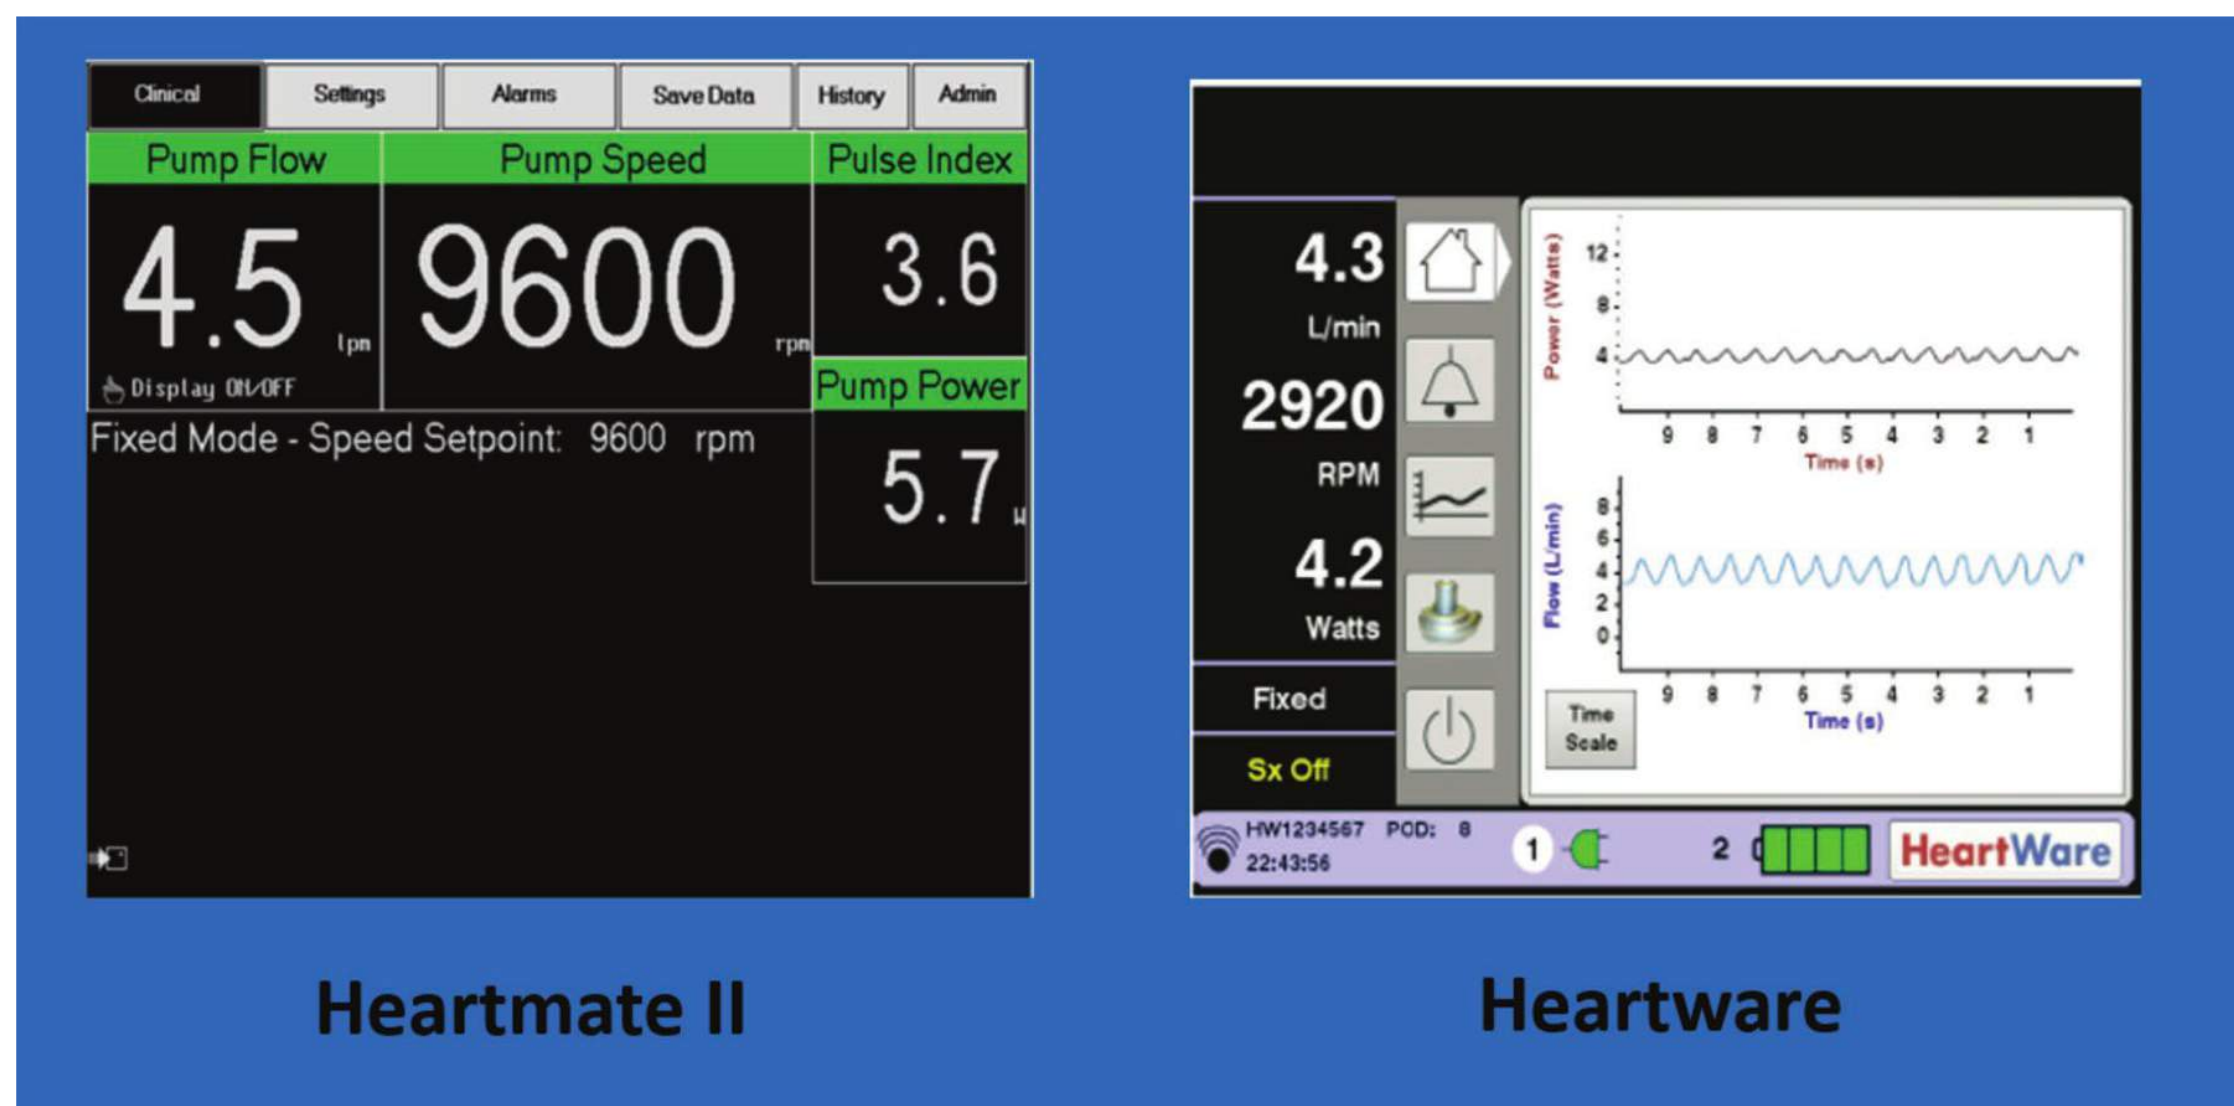 Clinical Settings Alarms Save Data History Admin
Pump Flow Pump Speed Pulse Index
4.5 lpm 9600 rpm 3.6
Display ON/OFF
Pump Power
Fixed Mode - Speed Setpoint: 9600 rpm
5.7 W
Heartmate II
4.3
L/min
2920
RPM
4.2
Watts
Fixed
Sx Off
Power (Watts)
12
8
4
9 8 7 6 5 4 3 2 1
Time (s)
Flow (L/min)
8
6
4
2
0
9 8 7 6 5 4 3 2 1
Time (s)
Time
Scale
HW1234567 POD: 8
22:43:56
1 2
HeartWare
Heartware